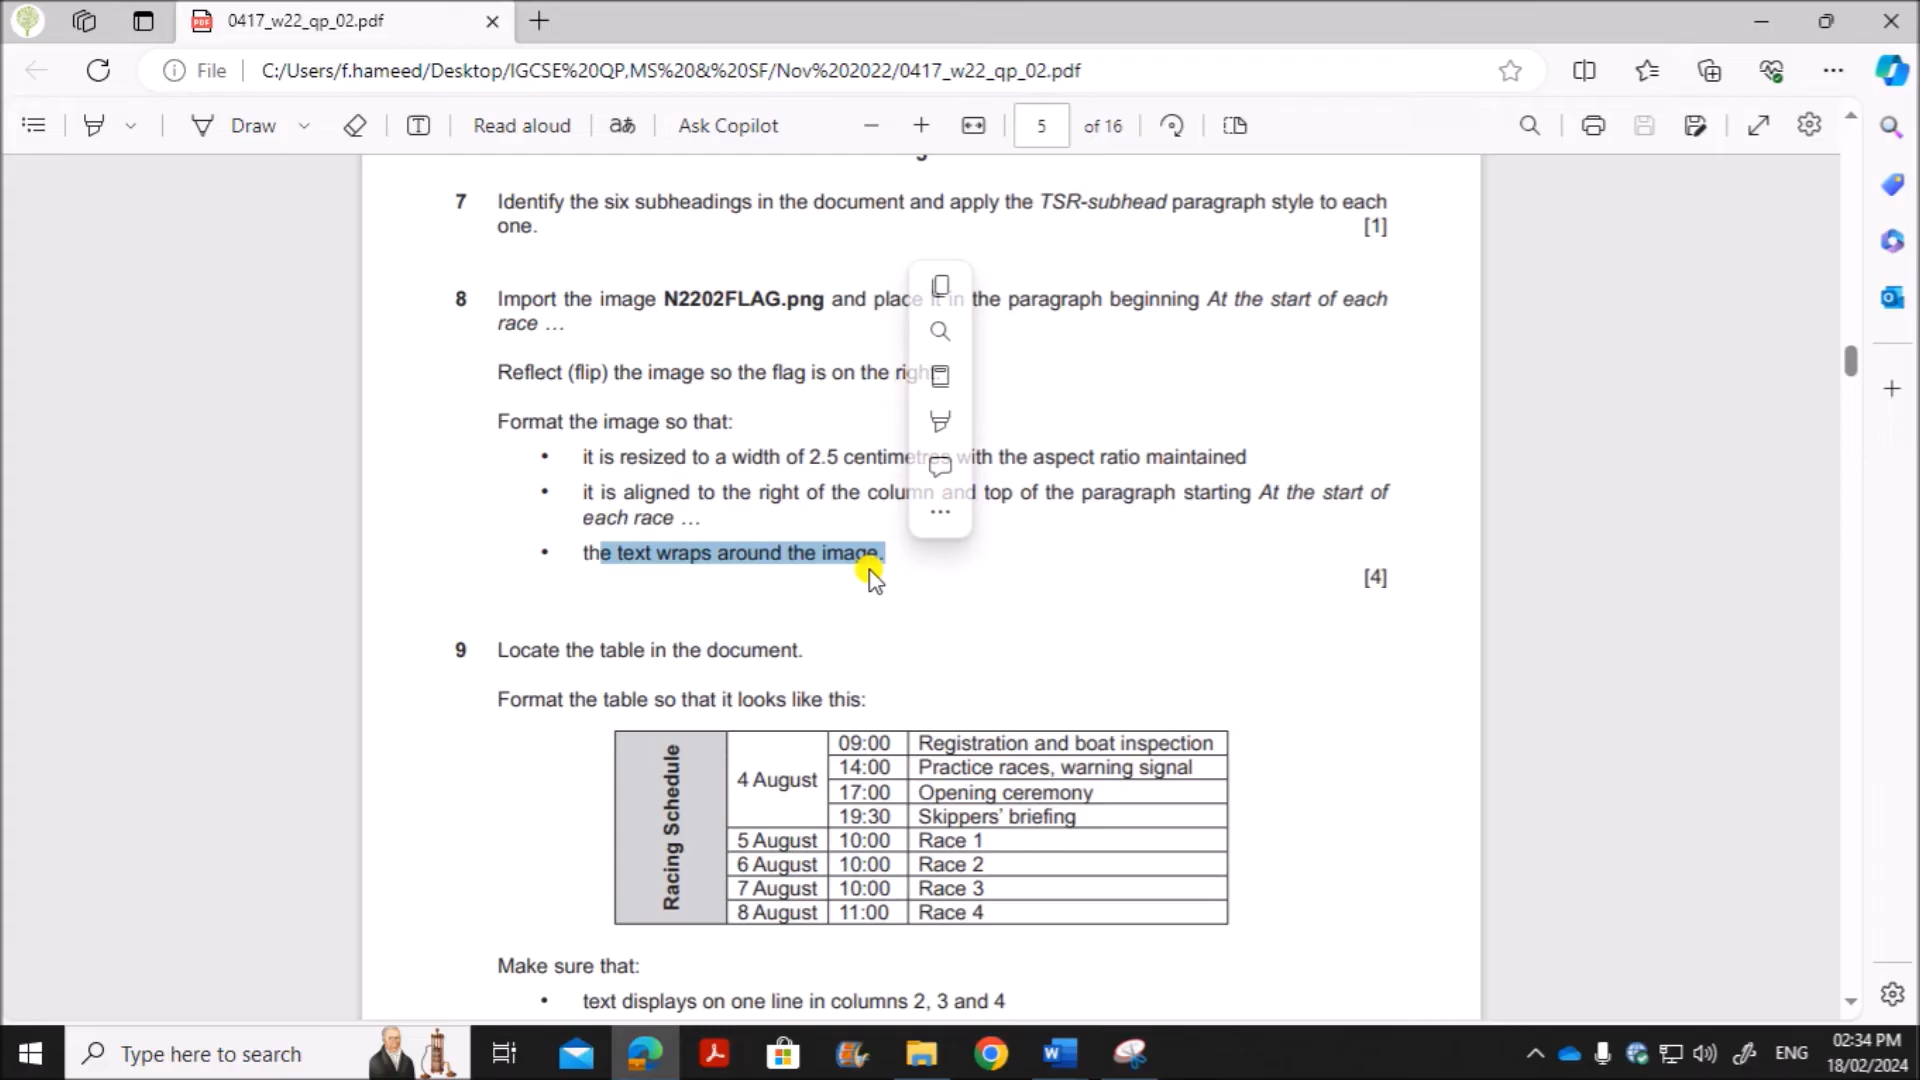 0417_w22_qp_02.pdf
File C:/Users/f.hameed/Desktop/IGCSE%20QP,MS%20&%20SF/Nov%202022/0417_w22_qp_02.pdf
Draw Read aloud aあ Ask Copilot 5 of 16
7 Identify the six subheadings in the document and apply the TSR-subhead paragraph style to each
one. [1]
8 Import the image N2202FLAG.png and place it in the paragraph beginning At the start of each
race …
Reflect (flip) the image so the flag is on the right.
Format the image so that:
• it is resized to a width of 2.5 centimetres with the aspect ratio maintained
• it is aligned to the right of the column and top of the paragraph starting At the start of
each race …
• the text wraps around the image.
[4]
9 Locate the table in the document.
Format the table so that it looks like this:
Racing Schedule
4 August
09:00 Registration and boat inspection
14:00 Practice races, warning signal
17:00 Opening ceremony
19:30 Skippers’ briefing
5 August 10:00 Race 1
6 August 10:00 Race 2
7 August 10:00 Race 3
8 August 11:00 Race 4
Make sure that:
• text displays on one line in columns 2, 3 and 4
Type here to search
ENG
02:34 PM
18/02/2024